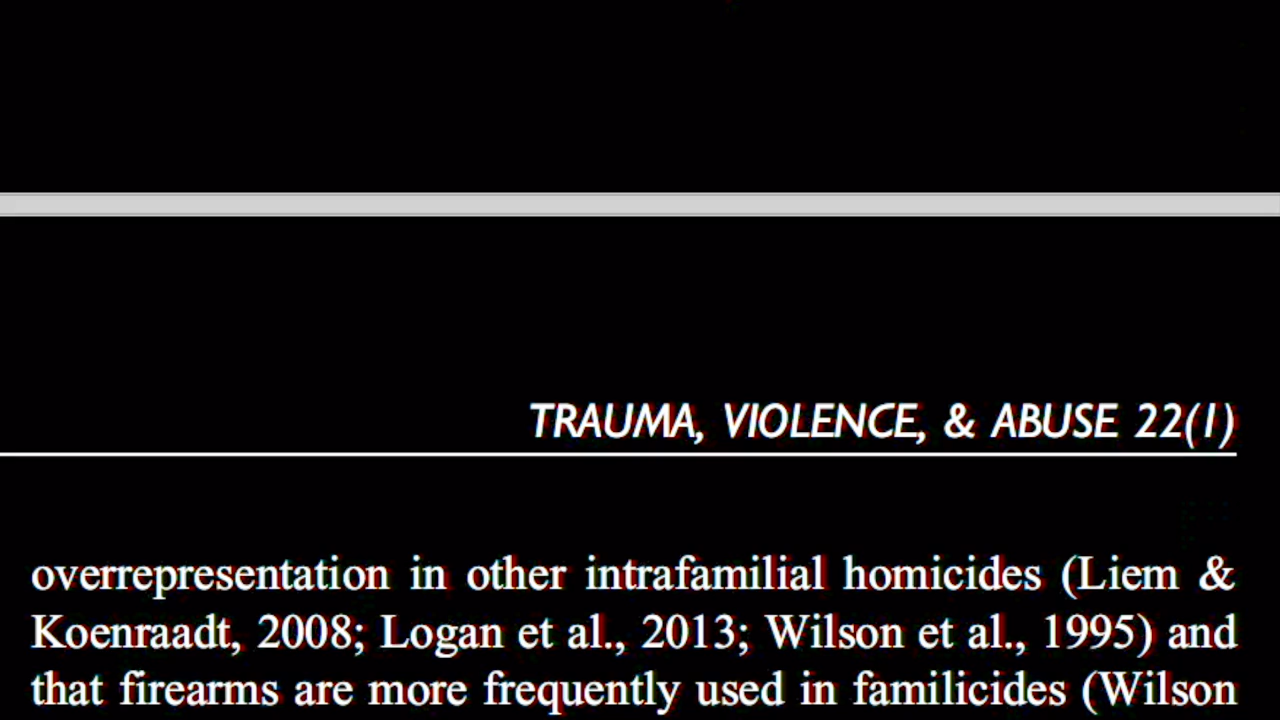 TRAUMA, VIOLENCE, & ABUSE 22(1)
overrepresentation in other intrafamilial homicides (Liem &
Koenraadt, 2008; Logan et al., 2013; Wilson et al., 1995) and
that firearms are more frequently used in familicides (Wilson